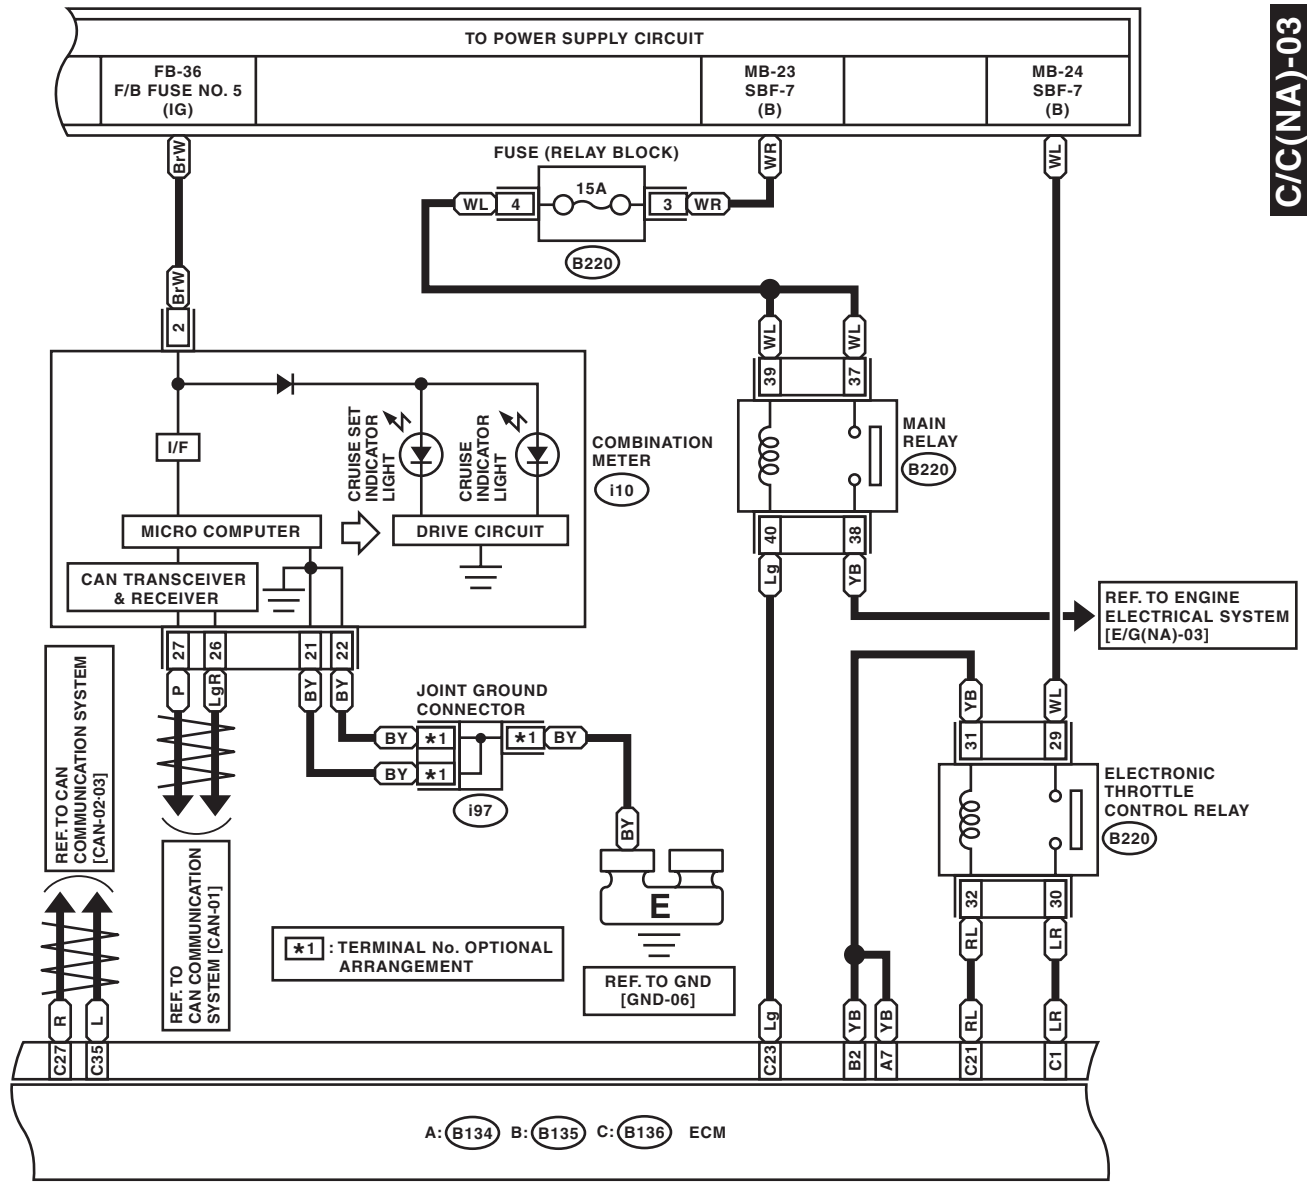 C/C(NA)-03
TO POWER SUPPLY CIRCUIT
FB-36
F/B FUSE NO. 5
(IG)
MB-23
SBF-7
(B)
MB-24
SBF-7
(B)
BrW
WR
WL
FUSE (RELAY BLOCK)
WL
4
15A
3
WR
B220
BrW
2
WL
WL
39
37
I/F
CRUISE SET
INDICATOR
LIGHT
CRUISE
INDICATOR
LIGHT
COMBINATION
METER
i10
MAIN
RELAY
B220
MICRO COMPUTER
DRIVE CIRCUIT
40
38
CAN TRANSCEIVER
& RECEIVER
Lg
YB
REF. TO ENGINE
ELECTRICAL SYSTEM
[E/G(NA)-03]
27
26
21
22
P
LgR
BY
BY
REF. TO CAN
COMMUNICATION SYSTEM
[CAN-02·03]
JOINT GROUND
CONNECTOR
BY
*1
*1
BY
BY
*1
i97
YB
WL
31
29
ELECTRONIC
THROTTLE
CONTROL RELAY
B220
BY
E
REF. TO
CAN COMMUNICATION
SYSTEM [CAN-01]
32
30
RL
LR
*1 : TERMINAL No. OPTIONAL
ARRANGEMENT
REF. TO GND
[GND-06]
R
L
Lg
YB
YB
RL
LR
C27
C35
C23
B2
A7
C21
C1
A: B134 B: B135 C: B136 ECM